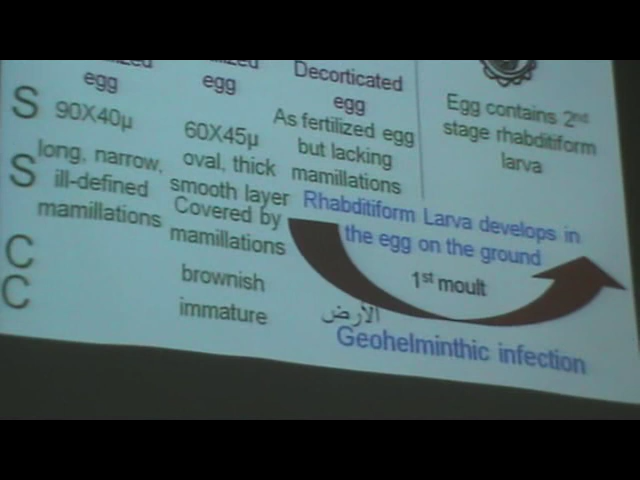 egg
egg
Decorticated
egg
Egg contains 2nd
stage rhabditiform
larva
S
90X40μ
60X45μ
As fertilized egg
but lacking
mamillations
S
long, narrow,
ill-defined
mamillations
oval, thick
smooth layer
Covered by
mamillations
Rhabditiform Larva develops in
the egg on the ground
1st moult
C
brownish
C
immature
الأرض
Geohelminthic infection